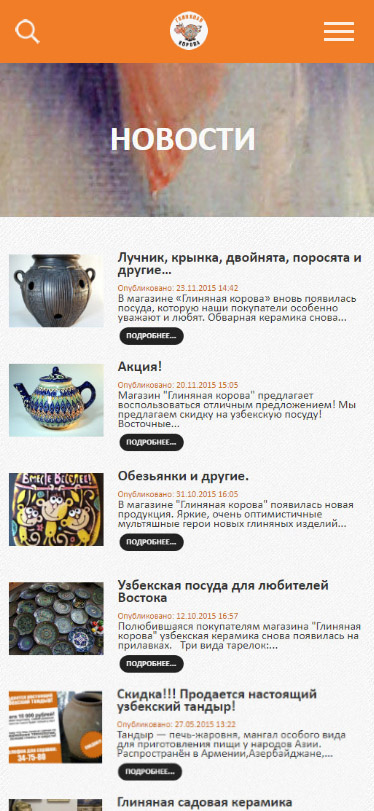 ГЛИНЯНАЯ
КОРОВА
НОВОСТИ
Лучник, крынка, двойнята, поросята и
другие...
Опубликовано: 23.11.2015 14:42
В магазине «Глиняная корова» вновь появилась
посуда, которую наши покупатели особенно
уважают и любят. Обварная керамика снова...
ПОДРОБНЕЕ...
Акция!
Опубликовано: 20.11.2015 15:05
Магазин "Глиняная корова" предлагает
воспользоваться отличным предложением! Мы
предлагаем скидку на узбекскую посуду!
Восточные...
ПОДРОБНЕЕ...
ВМЕСТЕ ВЕСЕЛЕЕ!
Обезьянки и другие.
Опубликовано: 31.10.2015 16:05
В магазине "Глиняная корова" появилась новая
продукция. Яркие, очень оптимистичные
мультяшные герои новых глиняных изделий...
ПОДРОБНЕЕ...
Узбекская посуда для любителей
Востока
Опубликовано: 12.10.2015 16:57
Полюбившаяся покупателям магазина "Глиняная
корова" узбекская керамика снова появилась на
прилавках. Три вида тарелок:...
ПОДРОБНЕЕ...
34-75-80
Скидка!!! Продается настоящий
узбекский тандыр!
Опубликовано: 27.05.2015 13:22
Тандыр — печь-жаровня, мангал особого вида
для приготовления пищи у народов Азии.
Распространён в Армении,Азербайджане,...
ПОДРОБНЕЕ...
Глиняная садовая керамика